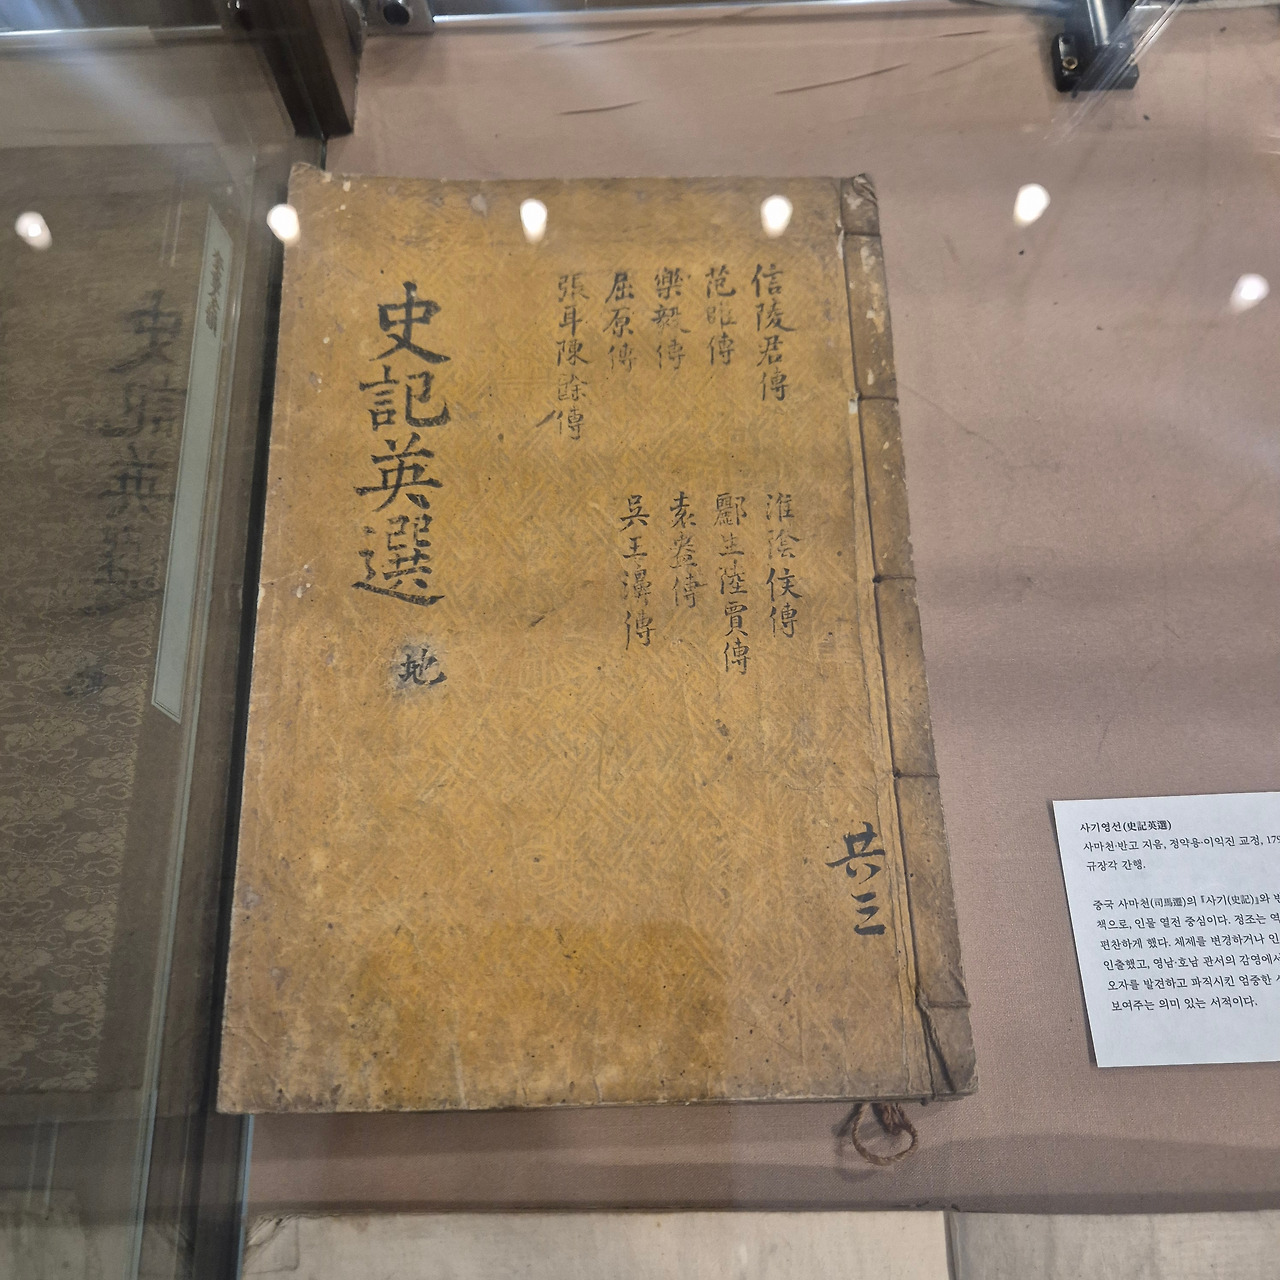 史記英選
地
信陵君傳
范睢傳
樂毅傳
屈原傳
張耳陳餘傳
淮陰侯傳
酈生陸賈傳
袁盎傳
吳王濞傳
共三
사기영선(史記英選)
사마천·반고 지음, 정약용·이익진 교정, 179
규장각 간행.
중국 사마천(司馬遷)의 『사기(史記)』와
책으로, 인물 열전 중심이다. 정조는 역
편찬하게 했다. 체제를 변경하거나 인
인출했고, 영남·호남 관서의 감영에서
오자를 발견하고 파직시킨 엄중한
보여주는 의미 있는 서적이다.